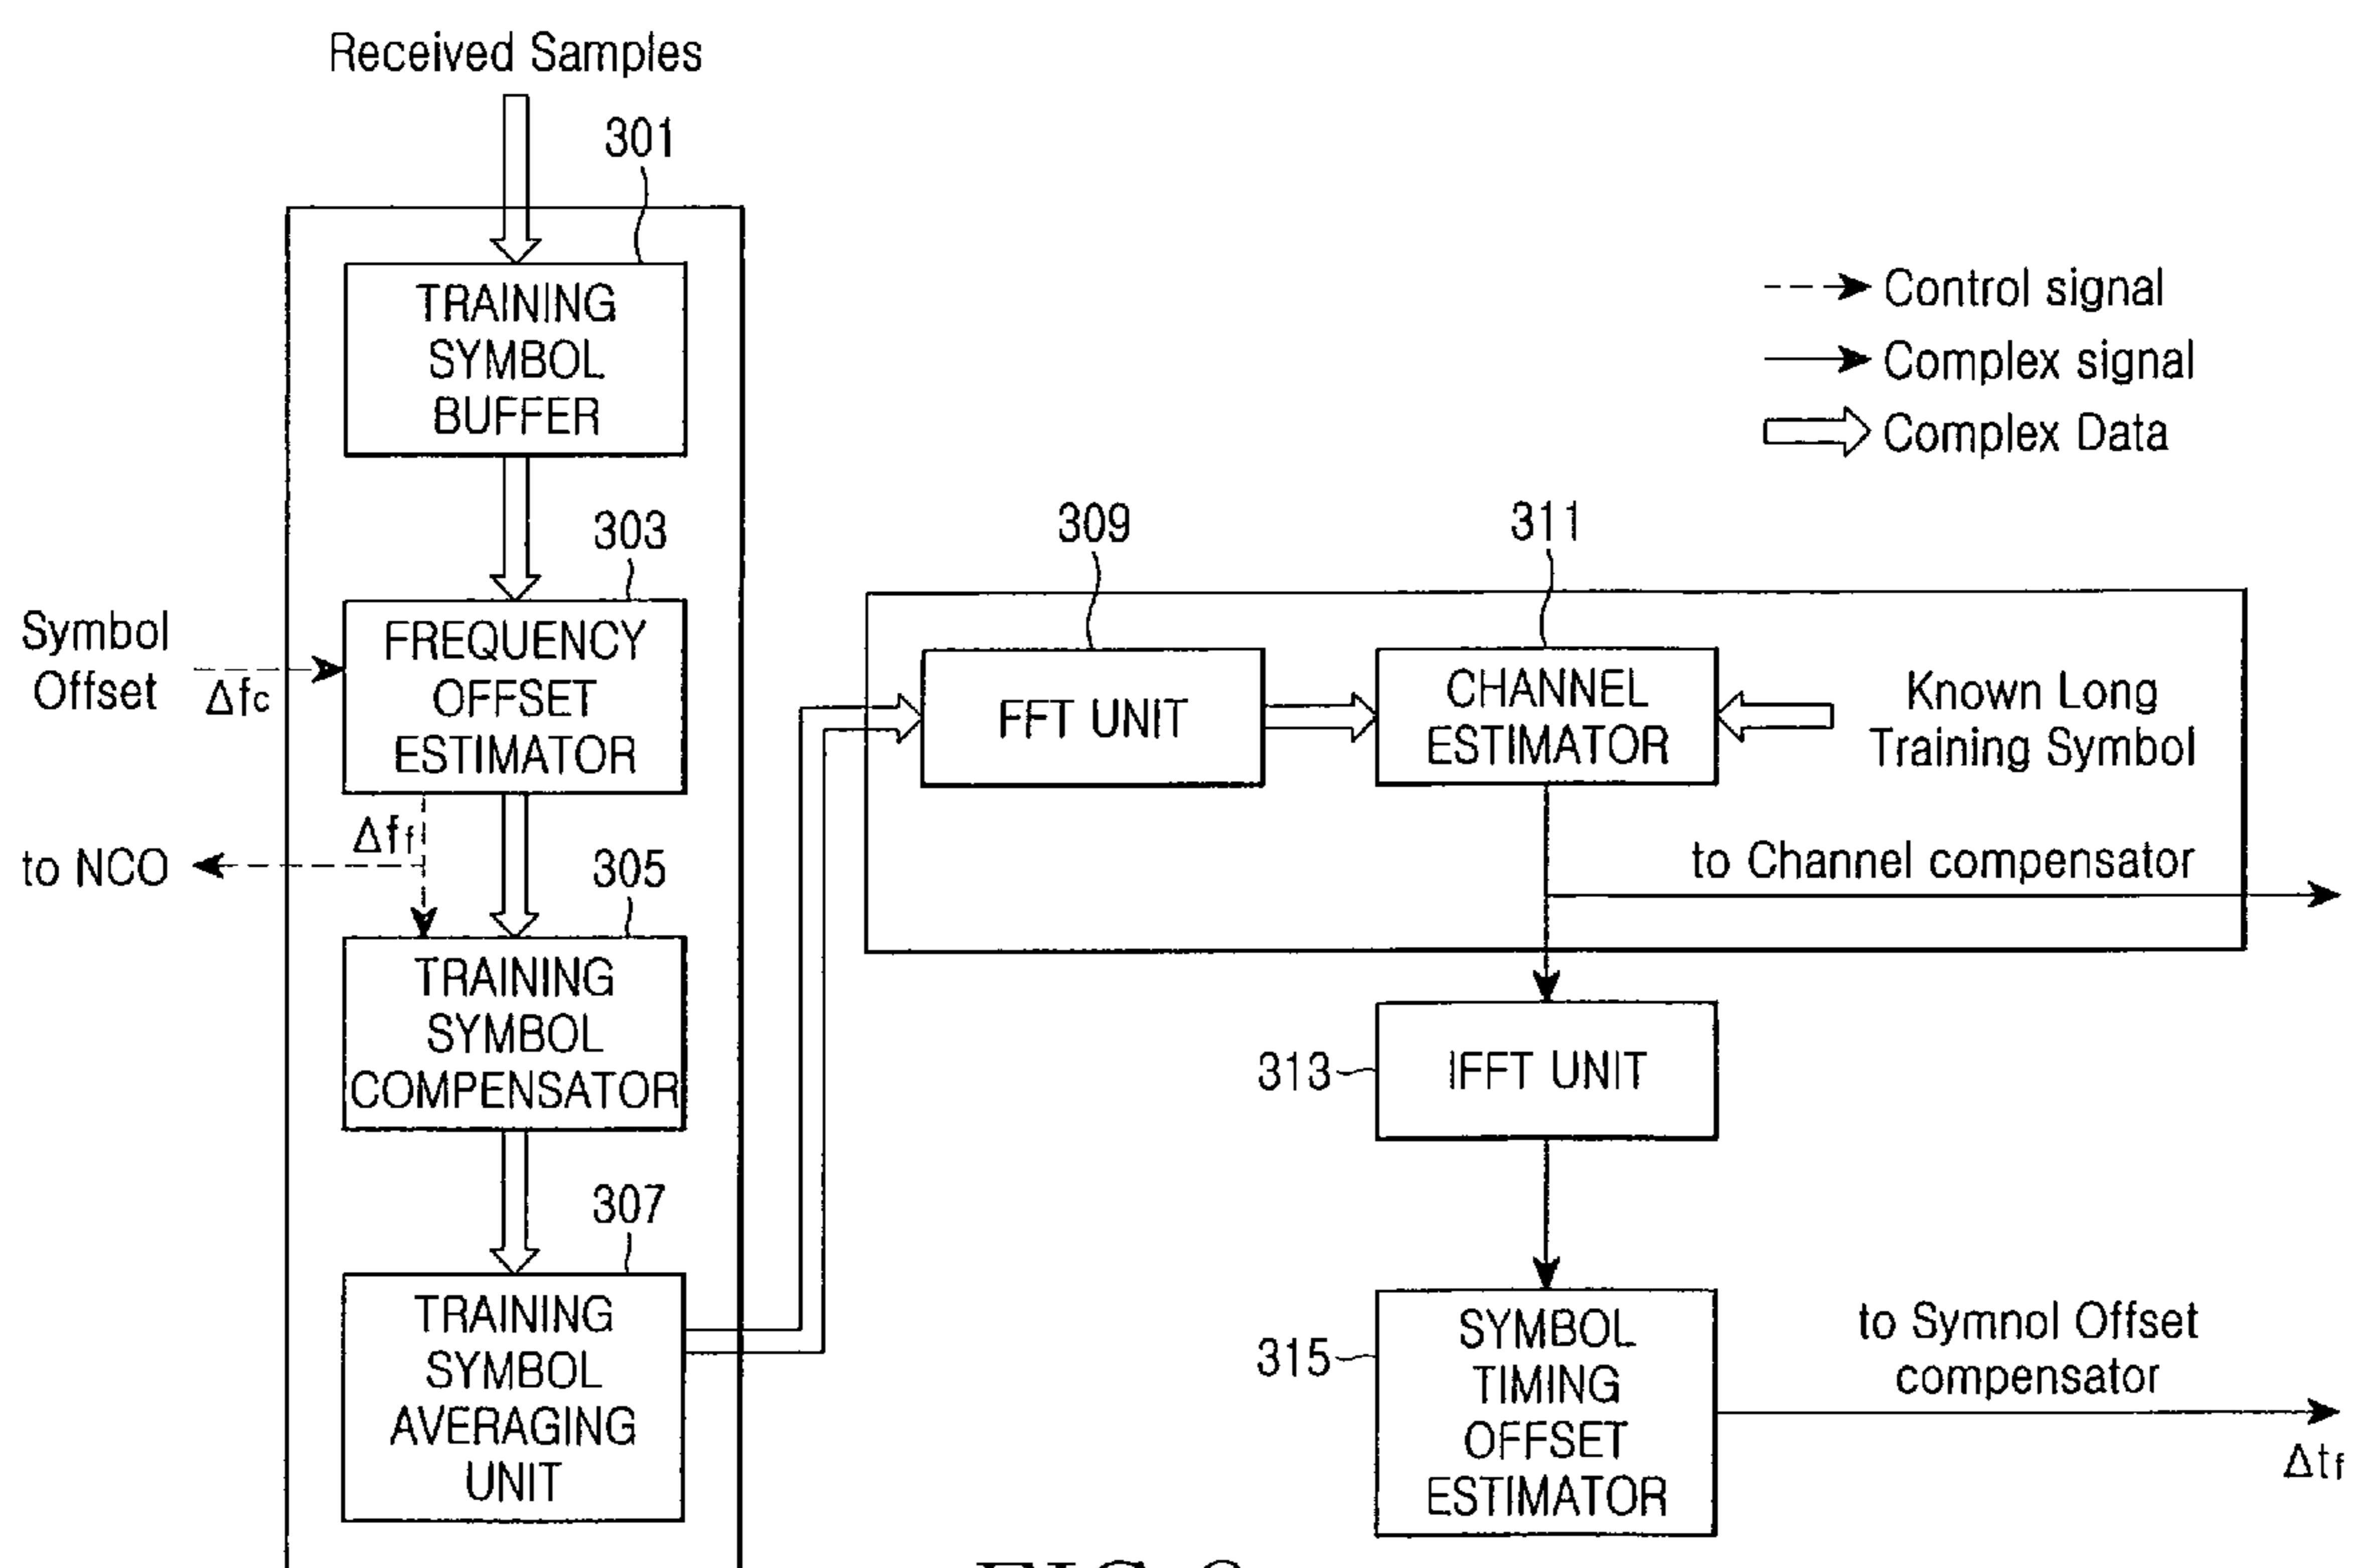 Received Samples
301
TRAINING
SYMBOL
BUFFER
Control signal
Complex signal
Complex Data
303
Symbol
Offset
Δfc
FREQUENCY
OFFSET
ESTIMATOR
Δff
to NCO
305
TRAINING
SYMBOL
COMPENSATOR
307
TRAINING
SYMBOL
AVERAGING
UNIT
309
FFT UNIT
311
CHANNEL
ESTIMATOR
Known Long
Training Symbol
to Channel compensator
313
IFFT UNIT
315
SYMBOL
TIMING
OFFSET
ESTIMATOR
to Symnol Offset
compensator
Δtf